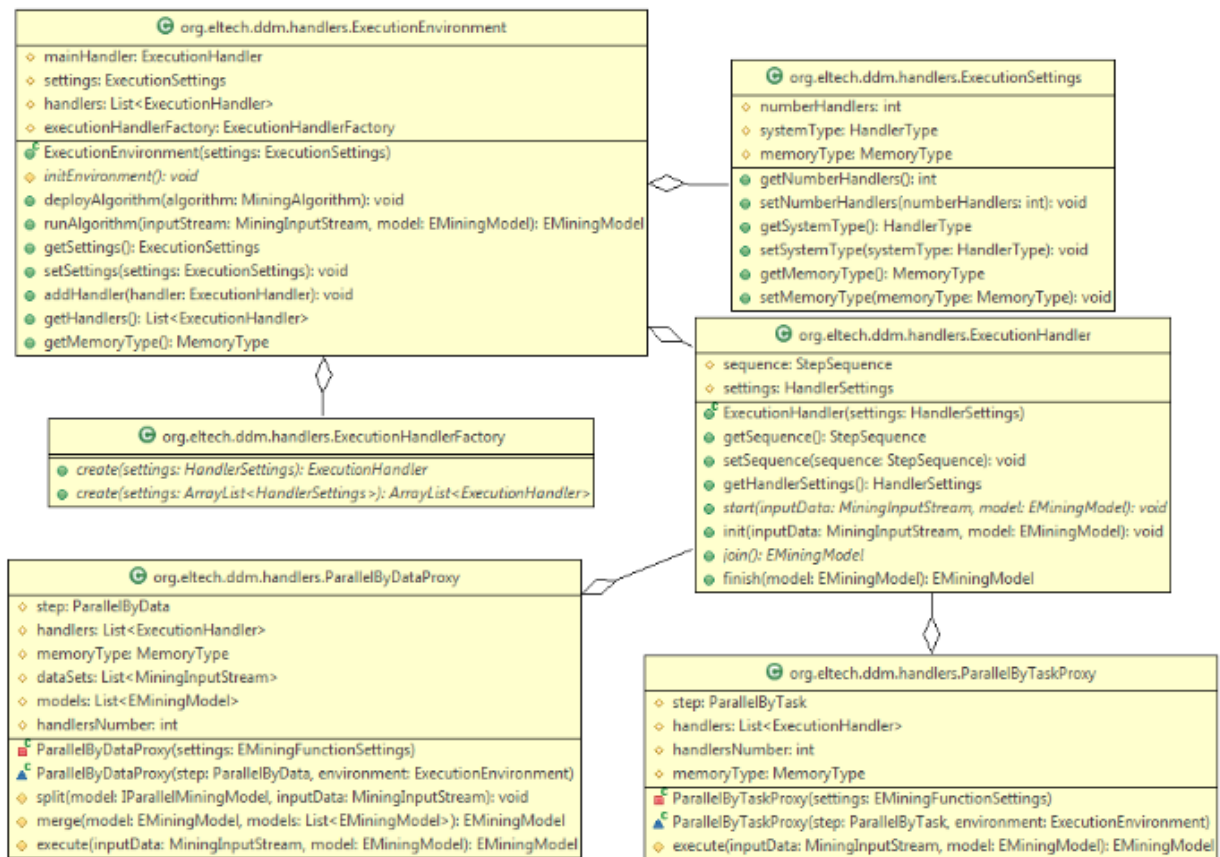 org.eltech.ddm.handlers.ExecutionEnvironment
mainHandler: ExecutionHandler
settings: ExecutionSettings
handlers: List<ExecutionHandler>
executionHandlerFactory: ExecutionHandlerFactory
ExecutionEnvironment(settings: ExecutionSettings)
initEnvironment(): void
deployAlgorithm(algorithm: MiningAlgorithm): void
runAlgorithm(inputStream: MiningInputStream, model: EMiningModel): EMiningModel
getSettings(): ExecutionSettings
setSettings(settings: ExecutionSettings): void
addHandler(handler: ExecutionHandler): void
getHandlers(): List<ExecutionHandler>
getMemoryType(): MemoryType
org.eltech.ddm.handlers.ExecutionSettings
numberHandlers: int
systemType: HandlerType
memoryType: MemoryType
getNumberHandlers(): int
setNumberHandlers(numberHandlers: int): void
getSystemType(): HandlerType
setSystemType(systemType: HandlerType): void
getMemoryType(): MemoryType
setMemoryType(memoryType: MemoryType): void
org.eltech.ddm.handlers.ExecutionHandler
sequence: StepSequence
settings: HandlerSettings
ExecutionHandler(settings: HandlerSettings)
getSequence(): StepSequence
setSequence(sequence: StepSequence): void
getHandlerSettings(): HandlerSettings
start(inputData: MiningInputStream, model: EMiningModel): void
init(inputData: MiningInputStream, model: EMiningModel): void
join(): EMiningModel
finish(model: EMiningModel): EMiningModel
org.eltech.ddm.handlers.ExecutionHandlerFactory
create(settings: HandlerSettings): ExecutionHandler
create(settings: ArrayList<HandlerSettings>): ArrayList<ExecutionHandler>
org.eltech.ddm.handlers.ParallelByDataProxy
step: ParallelByData
handlers: List<ExecutionHandler>
memoryType: MemoryType
dataSets: List<MiningInputStream>
models: List<EMiningModel>
handlersNumber: int
ParallelByDataProxy(settings: EMiningFunctionSettings)
ParallelByDataProxy(step: ParallelByData, environment: ExecutionEnvironment)
split(model: IParallelMiningModel, inputData: MiningInputStream): void
merge(model: EMiningModel, models: List<EMiningModel>): EMiningModel
execute(inputData: MiningInputStream, model: EMiningModel): EMiningModel
org.eltech.ddm.handlers.ParallelByTaskProxy
step: ParallelByTask
handlers: List<ExecutionHandler>
handlersNumber: int
memoryType: MemoryType
ParallelByTaskProxy(settings: EMiningFunctionSettings)
ParallelByTaskProxy(step: ParallelByTask, environment: ExecutionEnvironment)
execute(inputData: MiningInputStream, model: EMiningModel): EMiningModel